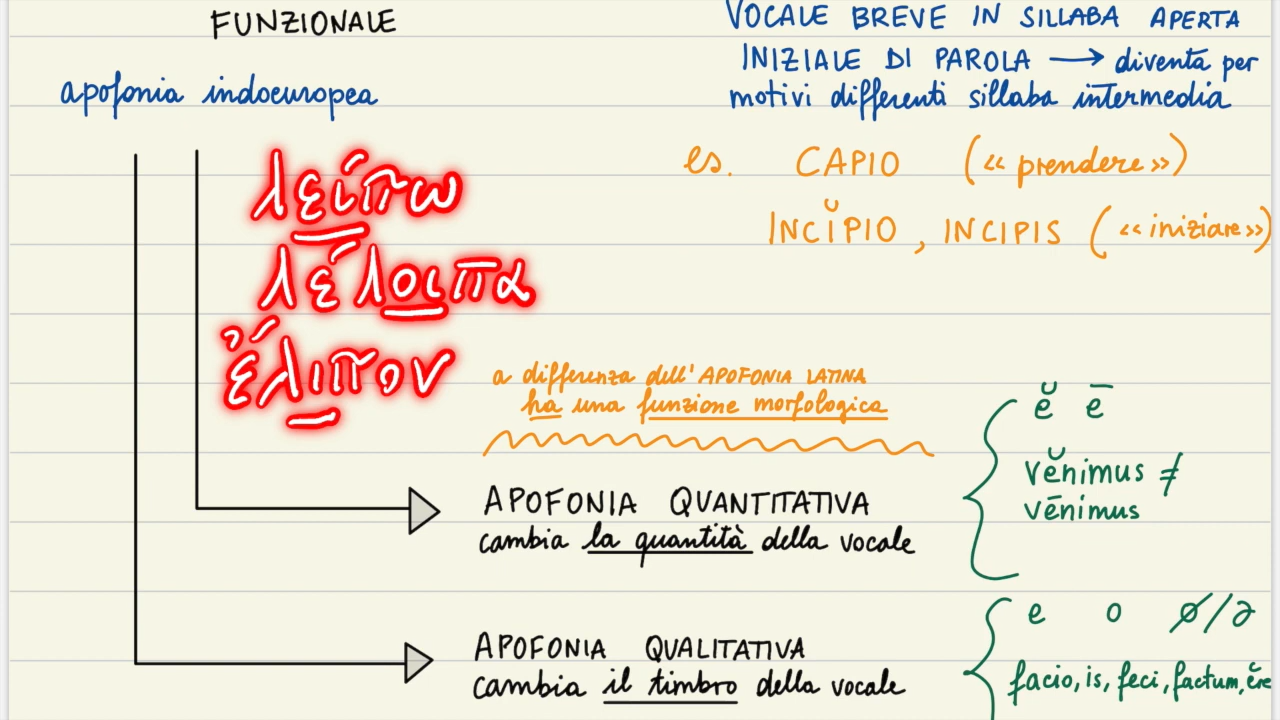 FUNZIONALE
apofonia indoeuropea
λείπω
λέλοιπα
ἔλιπον
VOCALE BREVE IN SILLABA APERTA
INIZIALE DI PAROLA → diventa per
motivi differenti sillaba intermedia
es. CAPIO (« prendere »)
INCĬPIO, INCIPIS (« iniziare »)
a differenza dell'APOFONIA LATINA
ha una funzione morfologica
APOFONIA QUANTITATIVA
cambia la quantità della vocale
ĕ ē
vĕnimus ≠
vēnimus
APOFONIA QUALITATIVA
cambia il timbro della vocale
e o ∅/ə
facio, is, feci, factum, ĕre